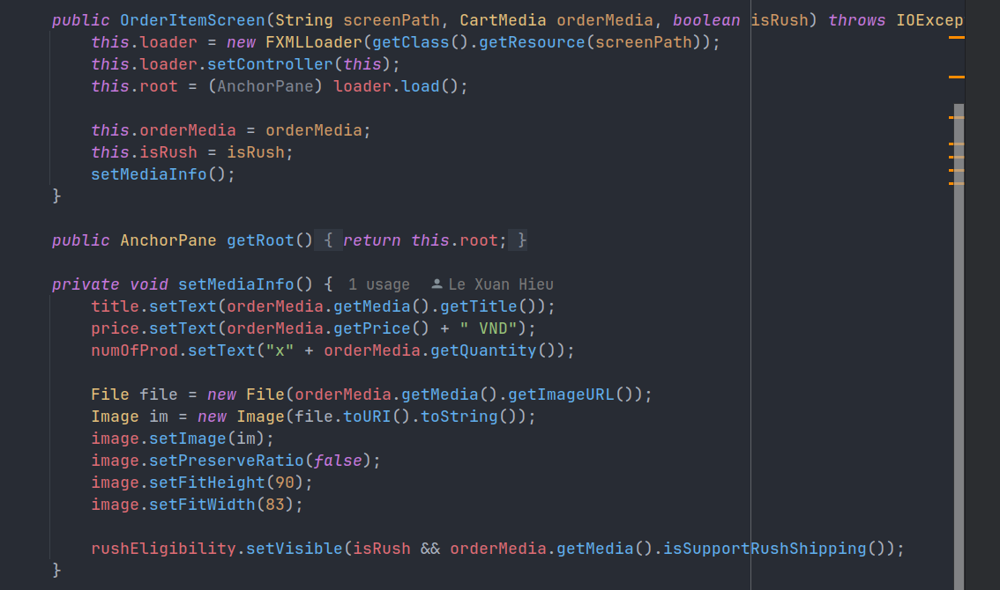 public OrderItemScreen(String screenPath, CartMedia orderMedia, boolean isRush) throws IOExcep
this.loader = new FXMLLoader(getClass().getResource(screenPath));
this.loader.setController(this);
this.root = (AnchorPane) loader.load();
this.orderMedia = orderMedia;
this.isRush = isRush;
setMediaInfo();
}
public AnchorPane getRoot() { return this.root; }
private void setMediaInfo() { 1 usage Le Xuan Hieu
title.setText(orderMedia.getMedia().getTitle());
price.setText(orderMedia.getPrice() + " VND");
numOfProd.setText("x" + orderMedia.getQuantity());
File file = new File(orderMedia.getMedia().getImageURL());
Image im = new Image(file.toURI().toString());
image.setImage(im);
image.setPreserveRatio(false);
image.setFitHeight(90);
image.setFitWidth(83);
rushEligibility.setVisible(isRush && orderMedia.getMedia().isSupportRushShipping());
}